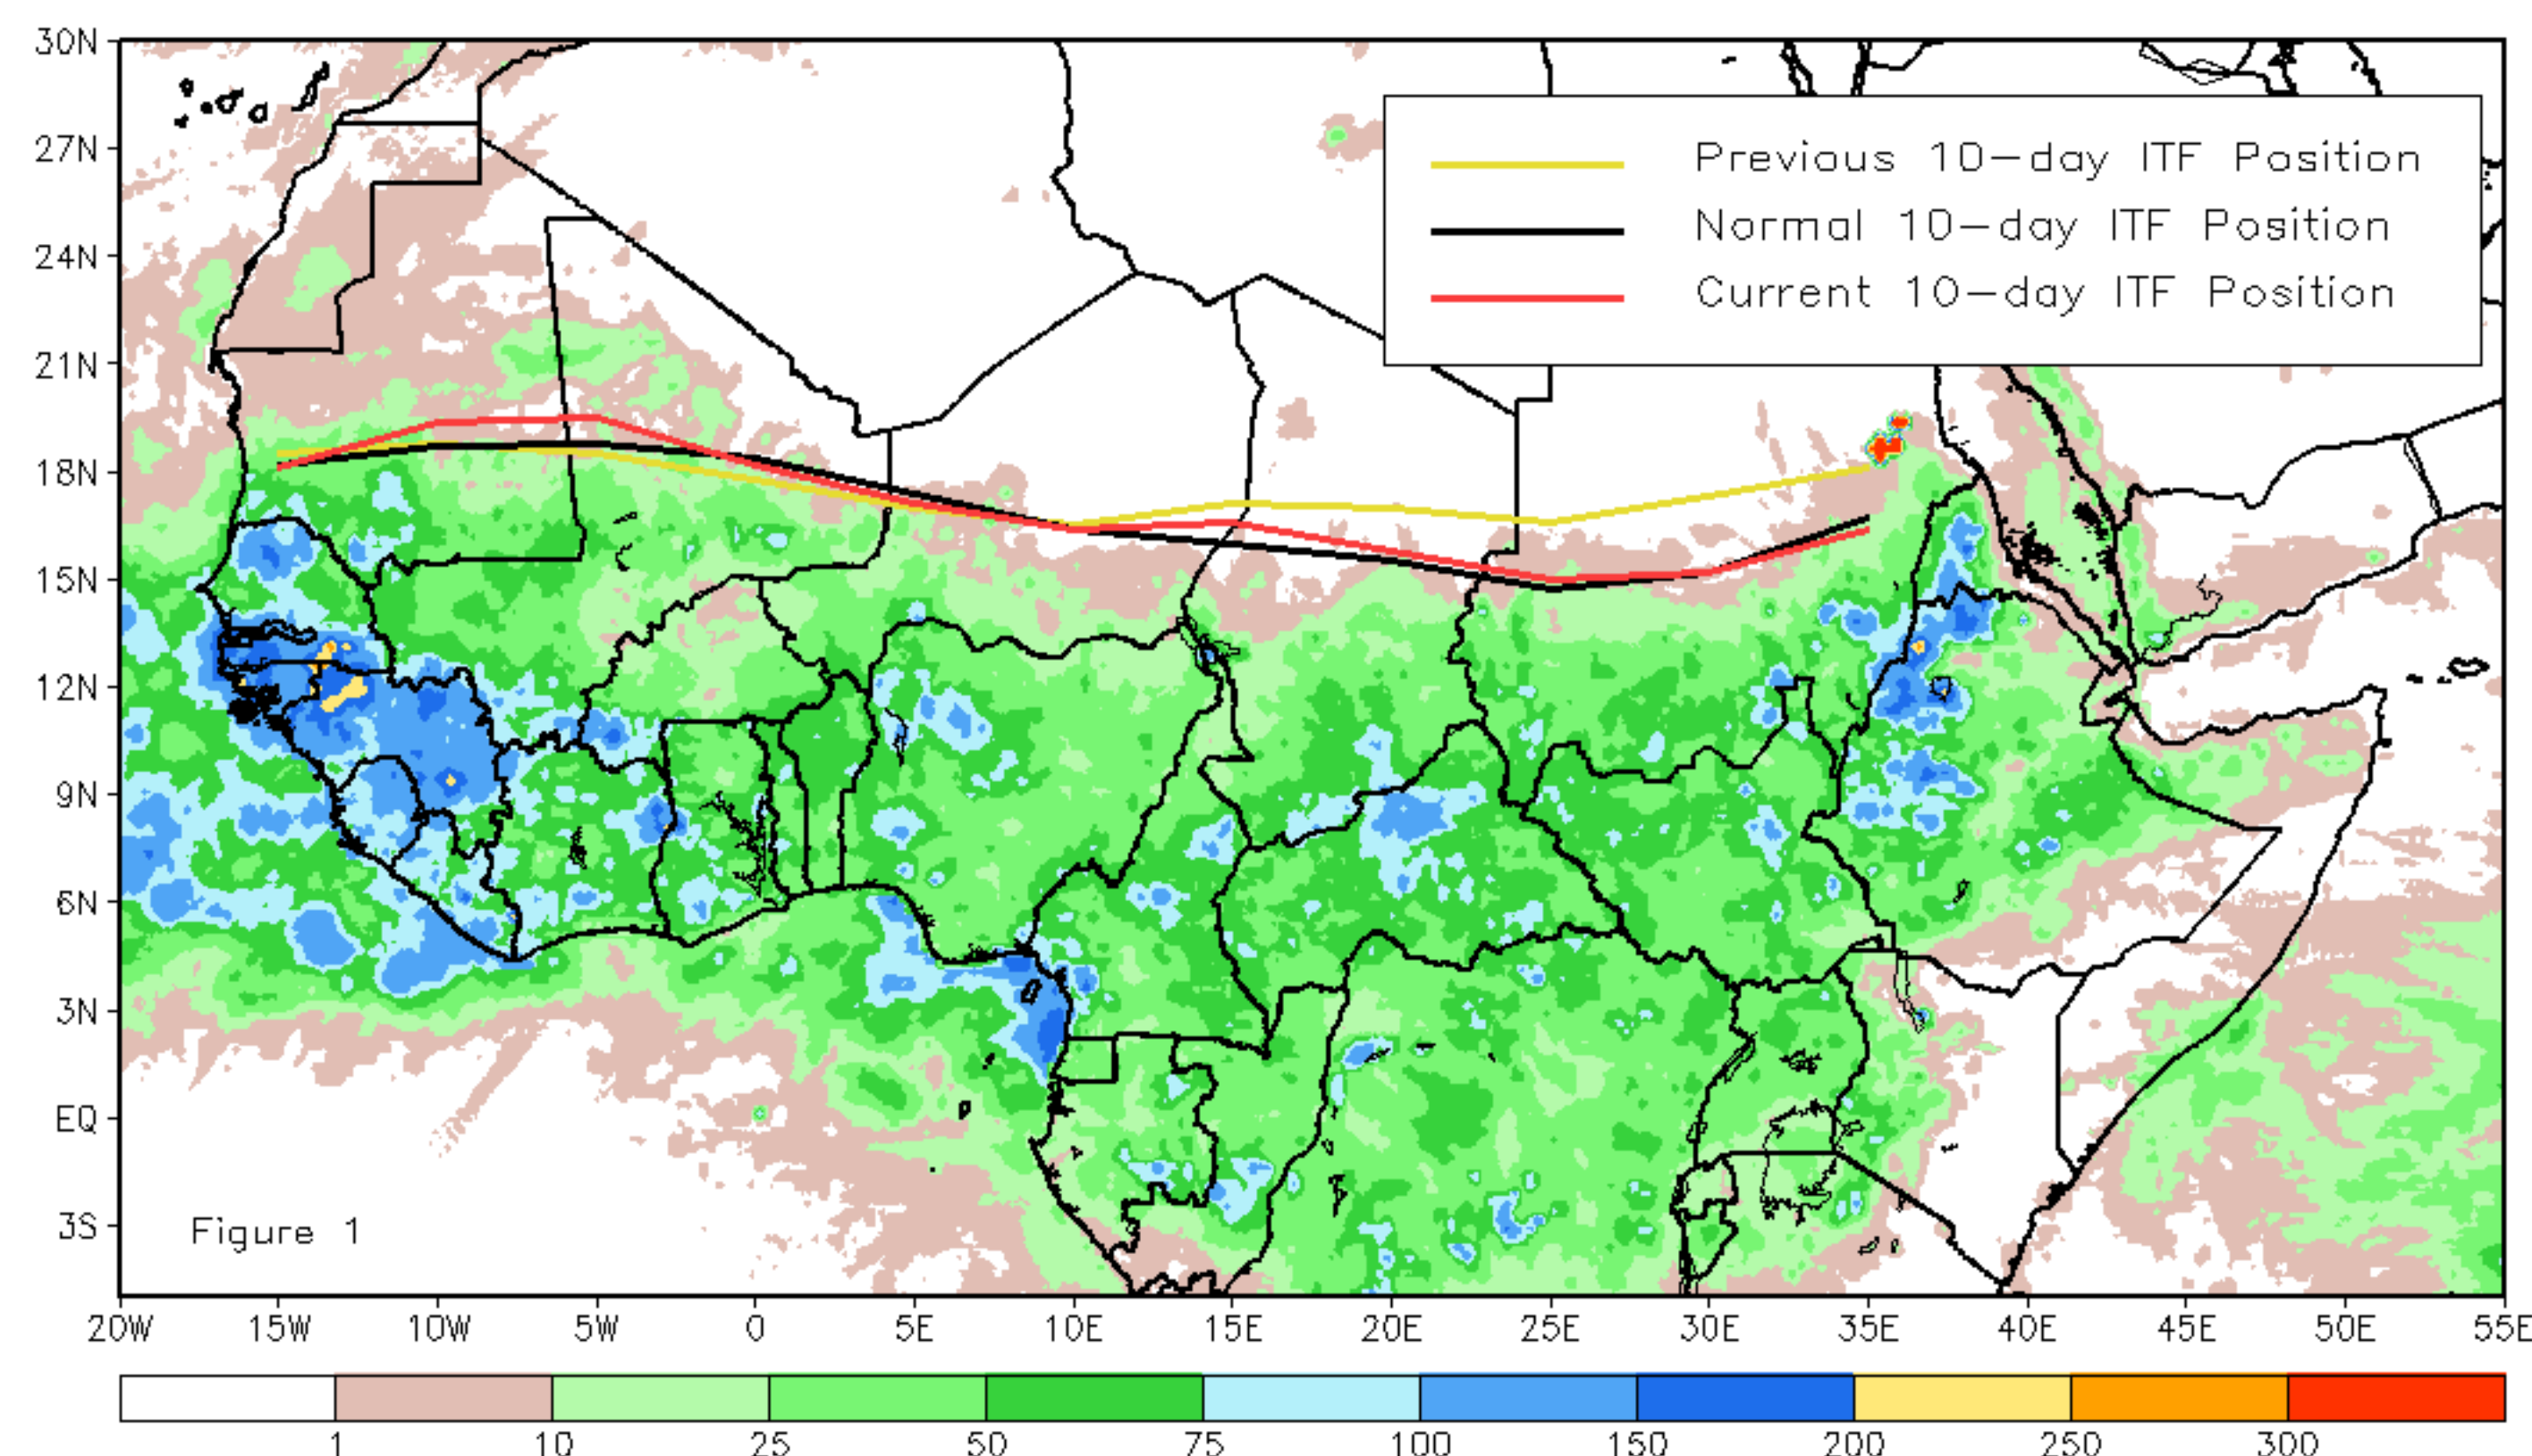 30N
27N
24N
21N
18N
15N
12N
9N
6N
3N
EQ
3S
Previous 10-day ITF Position
Normal 10-day ITF Position
Current 10-day ITF Position
Figure 1
20W 15W 10W 5W 0 5E 10E 15E 20E 25E 30E 35E 40E 45E 50E 55E
1 10 25 50 75 100 150 200 250 300